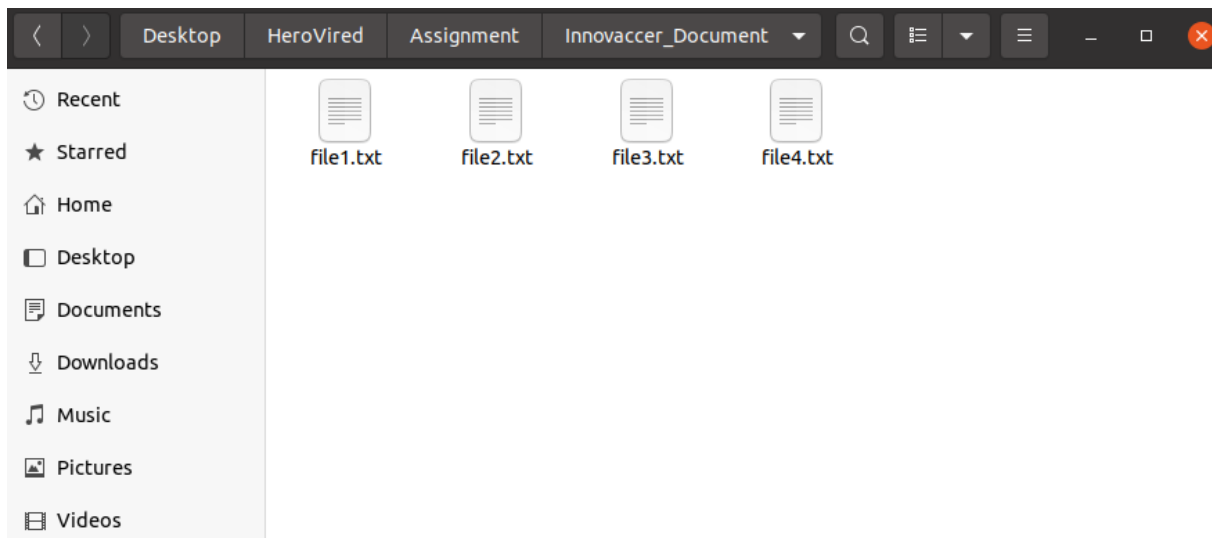 Desktop HeroVired Assignment Innovaccer_Document
Recent
Starred
Home
Desktop
Documents
Downloads
Music
Pictures
Videos
file1.txt file2.txt file3.txt file4.txt